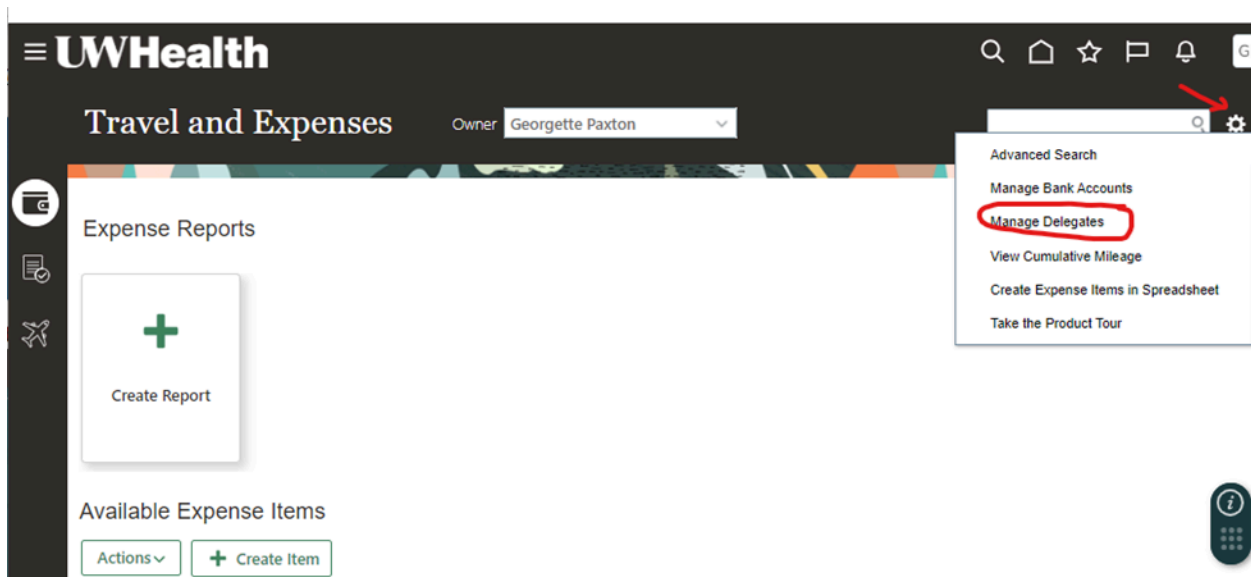 UWHealth
G
Travel and Expenses
Owner Georgette Paxton
Advanced Search
Manage Bank Accounts
Manage Delegates
View Cumulative Mileage
Create Expense Items in Spreadsheet
Take the Product Tour
Expense Reports
Create Report
Available Expense Items
Actions
Create Item